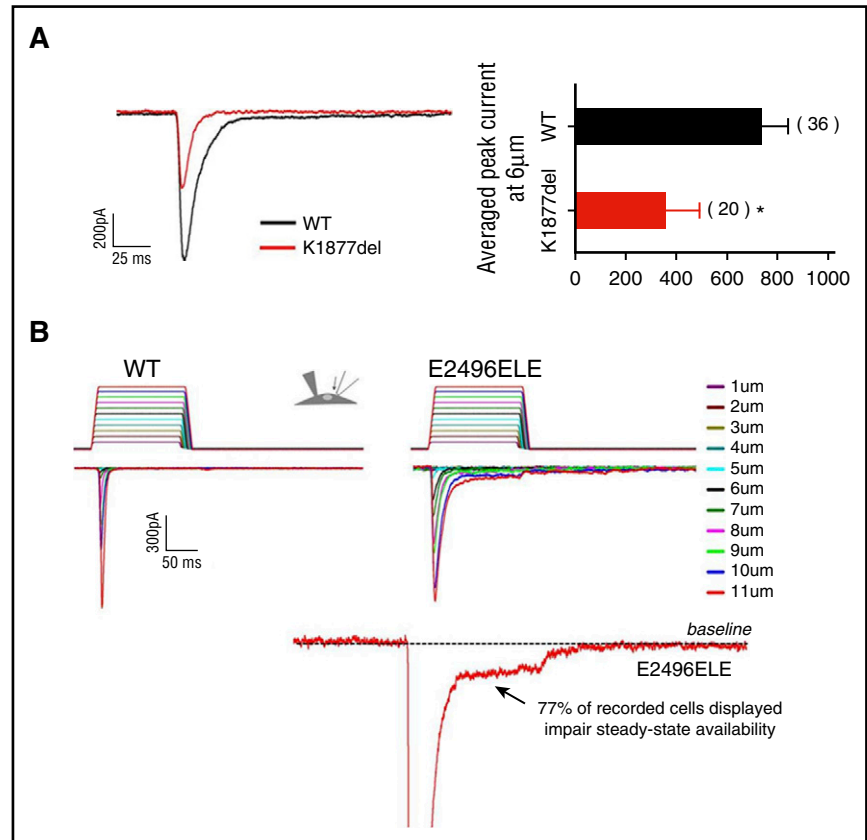 A
200pA
25 ms
WT
K1877del
Averaged peak current
at 6μm
WT
K1877del
( 36 )
( 20 ) *
0 200 400 600 800 1000
B
WT
E2496ELE
300pA
50 ms
1um
2um
3um
4um
5um
6um
7um
8um
9um
10um
11um
baseline
E2496ELE
77% of recorded cells displayed
impair steady-state availability